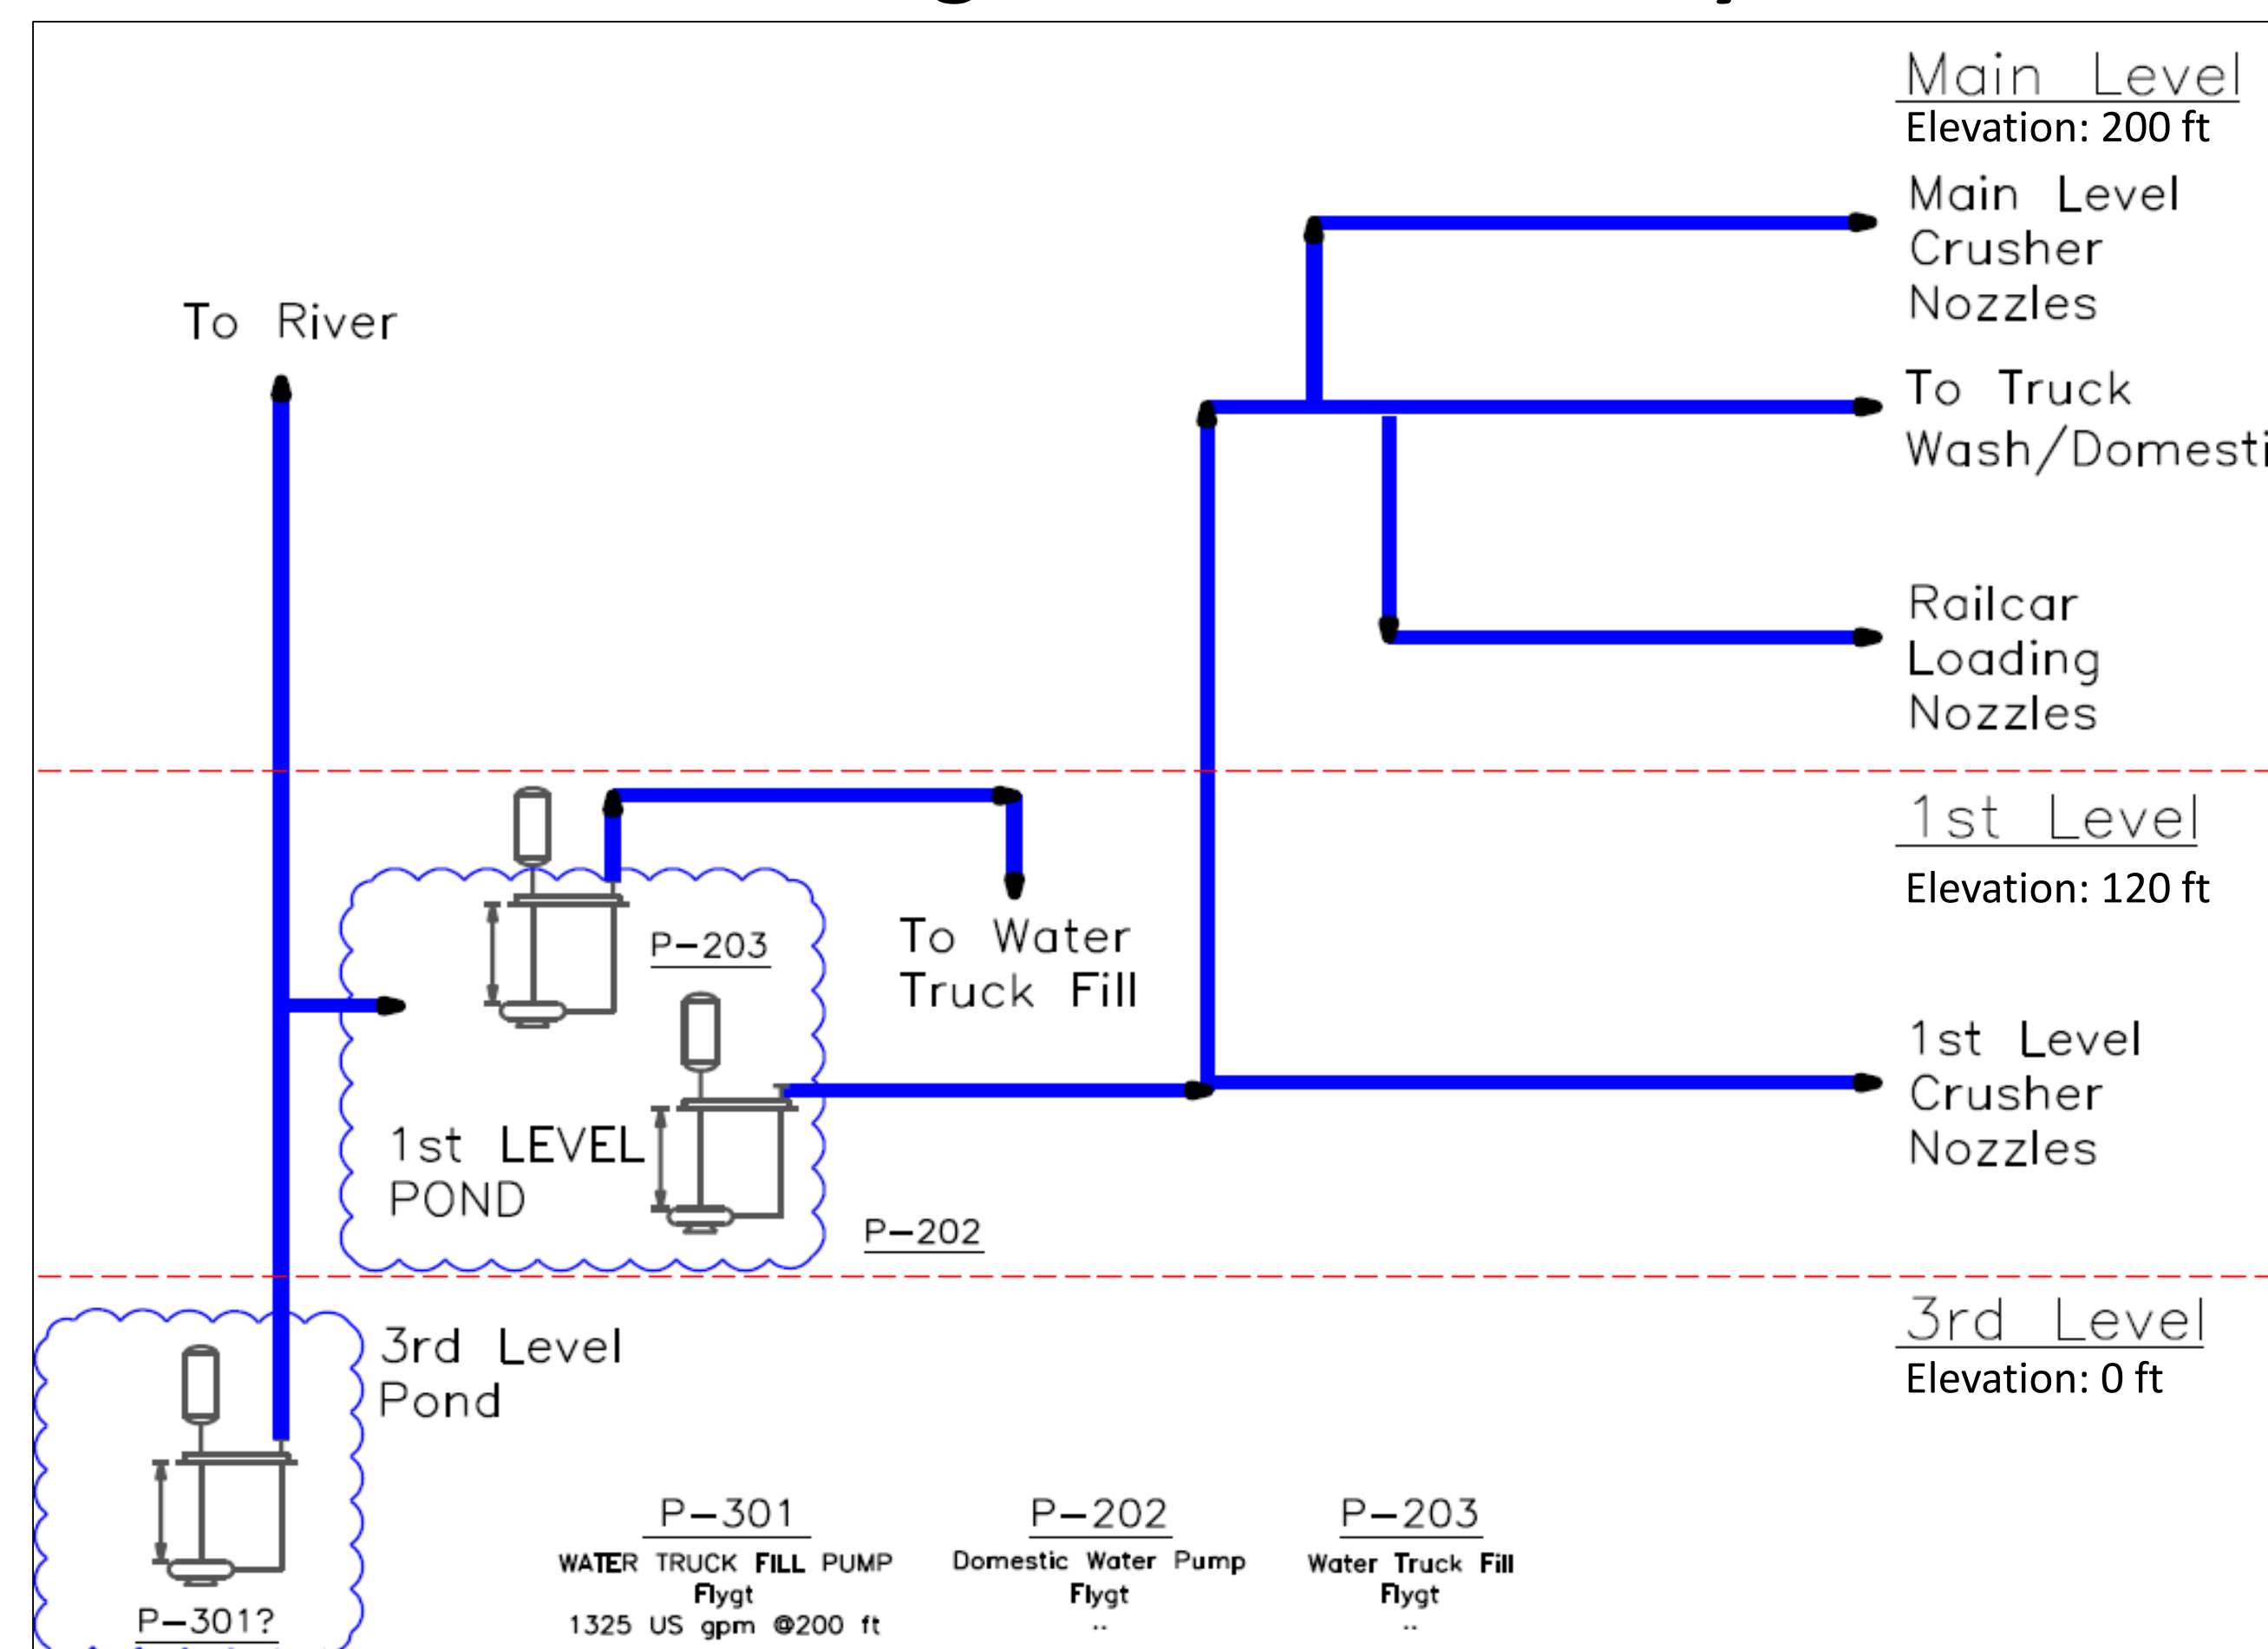 Main Level
Elevation: 200 ft
Main Level
Crusher
Nozzles
To River
To Truck
Railcar
Loading
Nozzles
1st Level
Elevation: 120 ft
P-203
To Water
Truck Fill
1st Level
Crusher
Nozzles
1st LEVEL
POND
P-202
3rd Level
Elevation: 0 ft
3rd Level
Pond
P-301?
P-301
WATER TRUCK FILL PUMP
Flygt
1325 US gpm @200 ft
P-202
Domestic Water Pump
Flygt
..
P-203
Water Truck Fill
Flygt
..